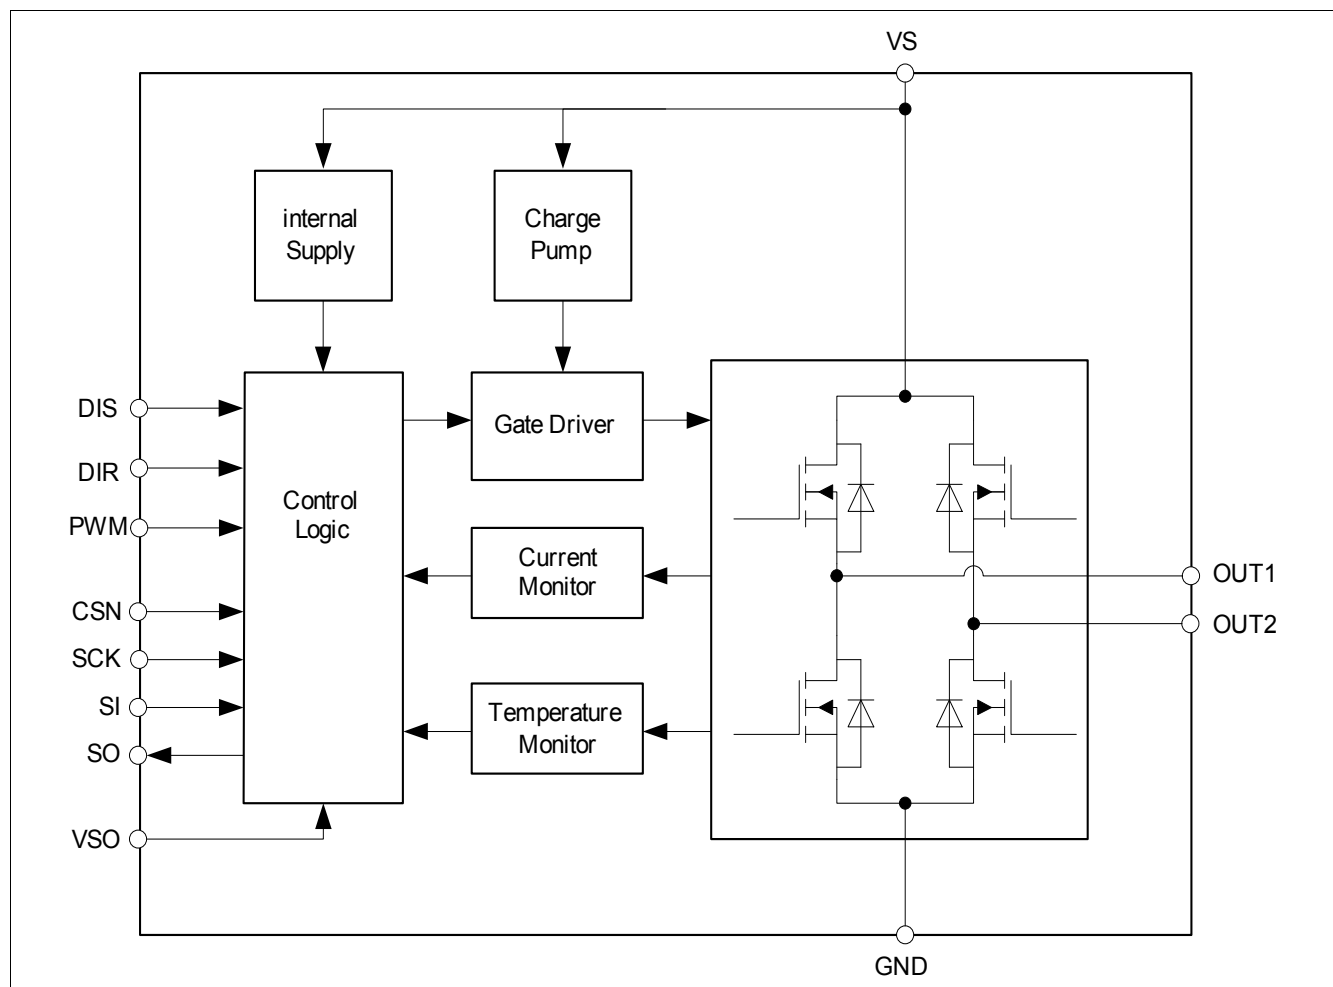 VS
internal
Supply
Charge
Pump
DIS
DIR
PWM
CSN
SCK
SI
SO
VSO
Control
Logic
Gate Driver
Current
Monitor
Temperature
Monitor
OUT1
OUT2
GND